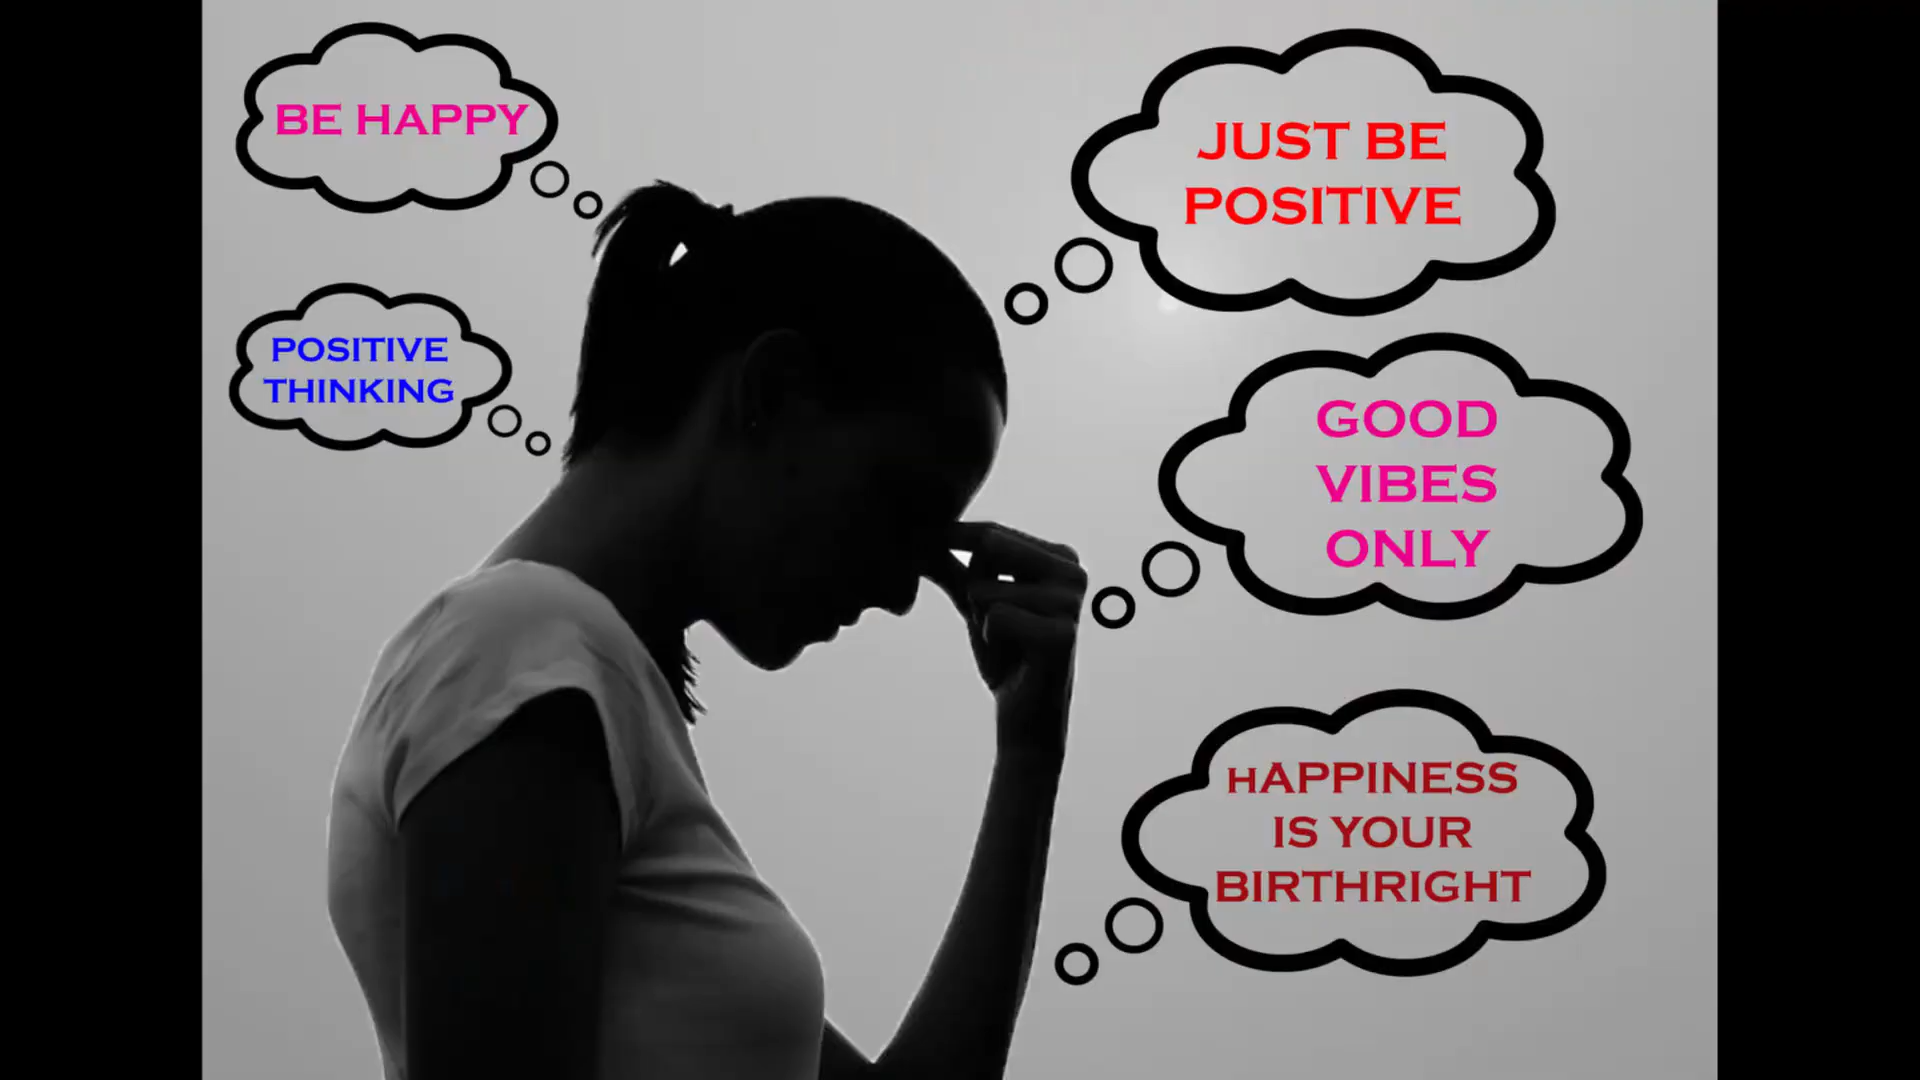 BE HAPPY
POSITIVE
THINKING
JUST BE
POSITIVE
GOOD
VIBES
ONLY
HAPPINESS
IS YOUR
BIRTHRIGHT